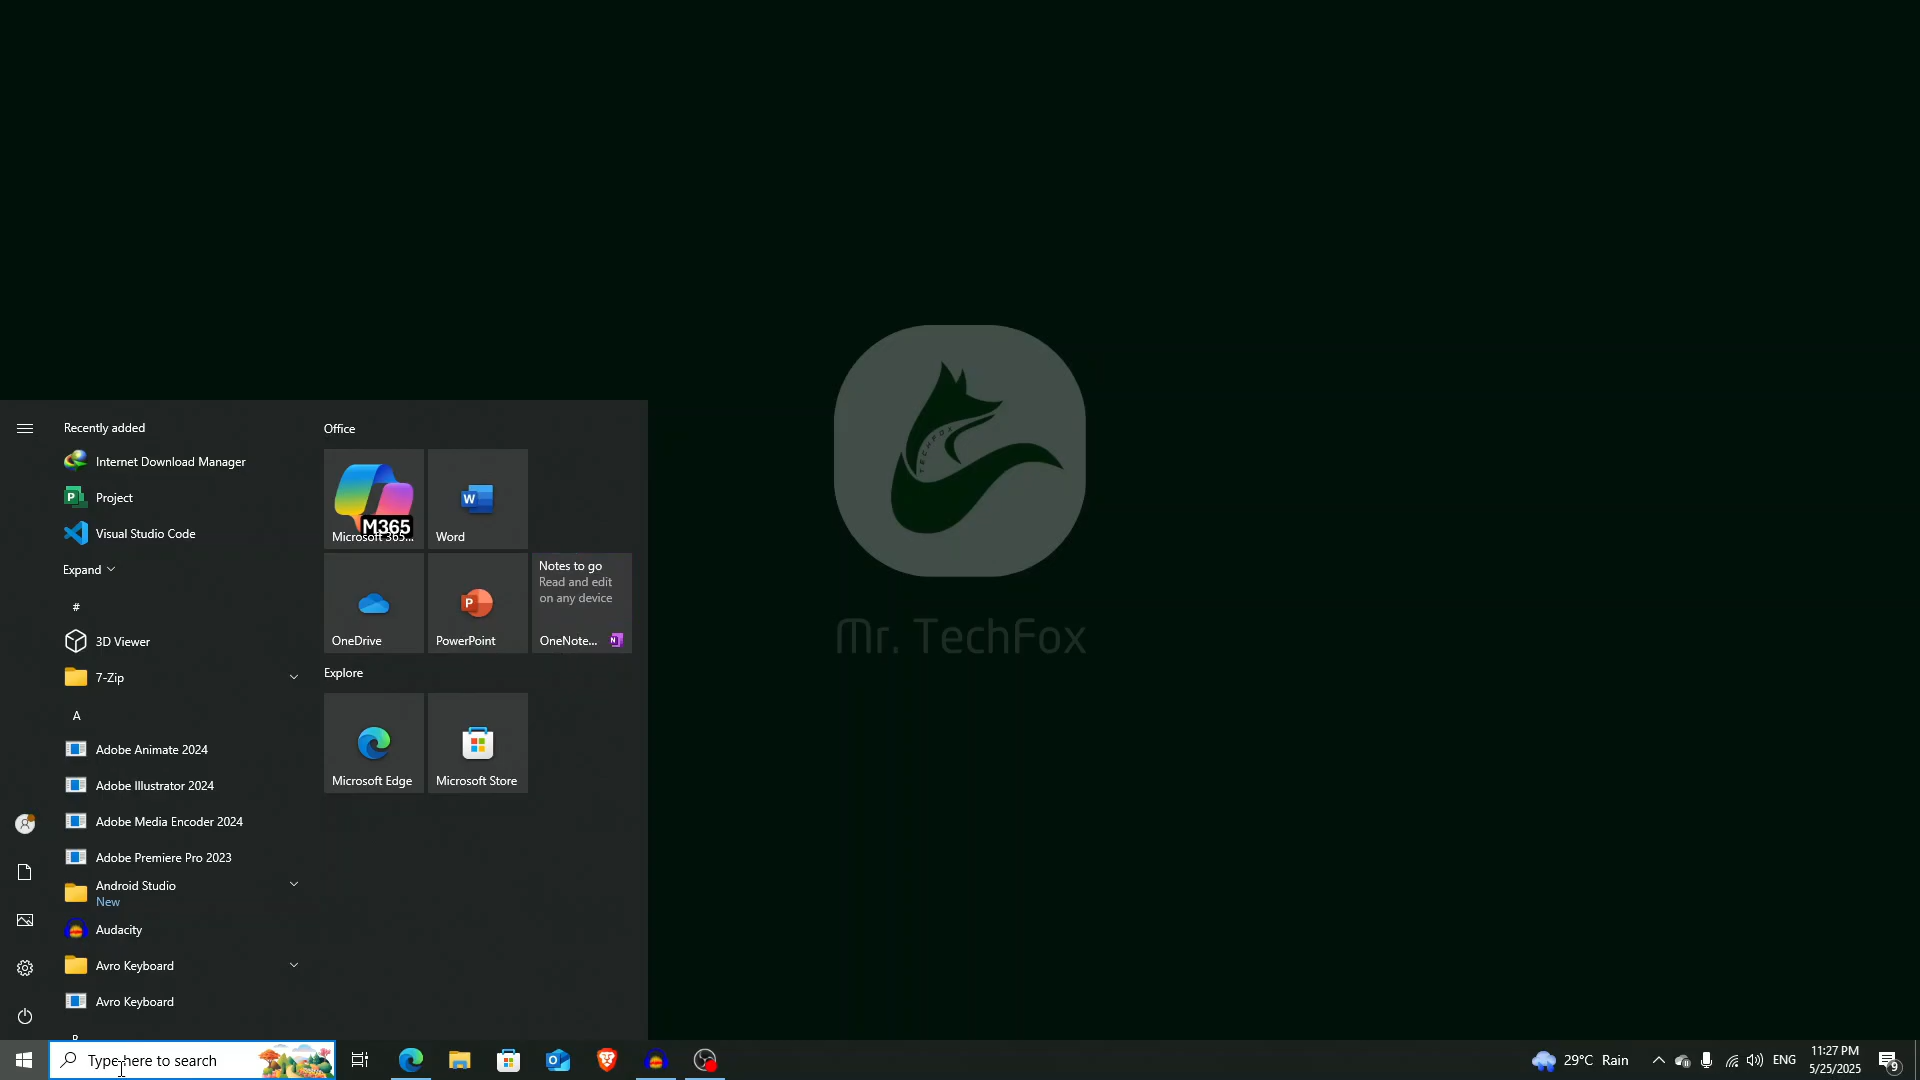 Recently added
Office
Internet Download Manager
Project
Visual Studio Code
Expand
M365
Microsoft 365...
Word
#
3D Viewer
7-Zip
Notes to go
Read and edit
on any device
OneDrive
PowerPoint
OneNote...
Explore
A
Adobe Animate 2024
Adobe Illustrator 2024
Adobe Media Encoder 2024
Adobe Premiere Pro 2023
Microsoft Edge
Microsoft Store
Android Studio
New
Audacity
Avro Keyboard
Avro Keyboard
TECHFOX
Mr. TechFox
Type here to search
29°C Rain
ENG
11:27 PM
5/25/2025
9